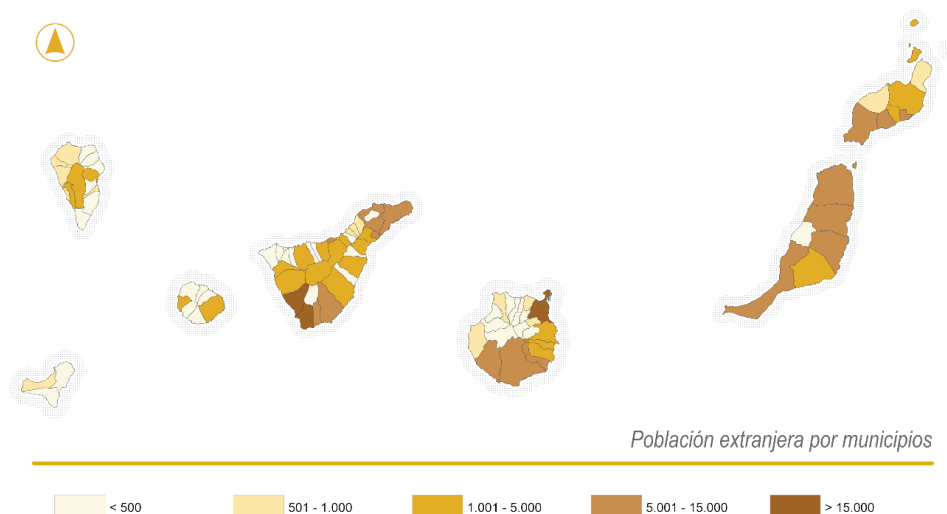 Población extranjera por municipios
< 500 501 - 1.000 1.001 - 5.000 5.001 - 15.000 > 15.000